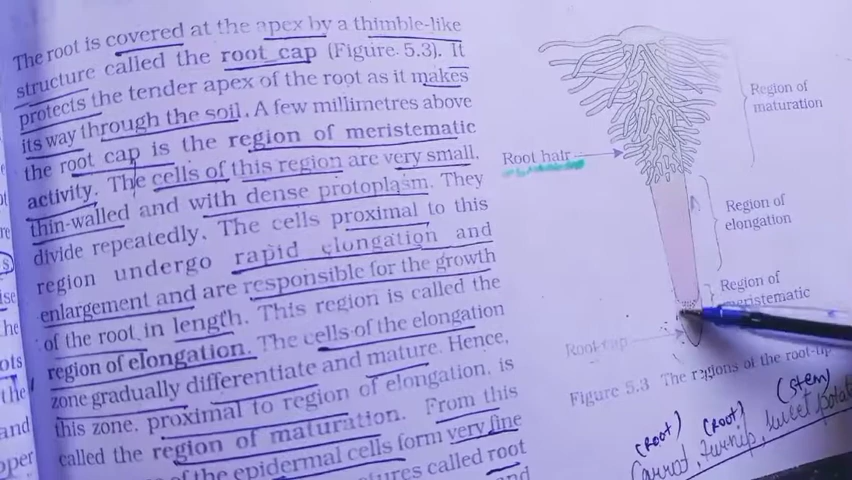 The root is covered at the apex by a thimble-like
structure called the root cap (Figure 5.3). It
protects the tender apex of the root as it makes
its way through the soil. A few millimetres above
the root cap is the region of meristematic
activity. The cells of this region are very small,
thin-walled and with dense protoplasm. They
divide repeatedly. The cells proximal to this
region undergo rapid elongation and
enlargement and are responsible for the growth
of the root in length. This region is called the
region of elongation. The cells of the elongation
zone gradually differentiate and mature. Hence,
this zone, proximal to region of elongation, is
called the region of maturation. From this
of the epidermal cells form very fine
called root
Region of
maturation
Root hair
Region of
elongation
Region of
meristematic
Root cap
Figure 5.3 The regions of the root-tip
(root) (root) (stem)
Carrot, turnip, sweet potato